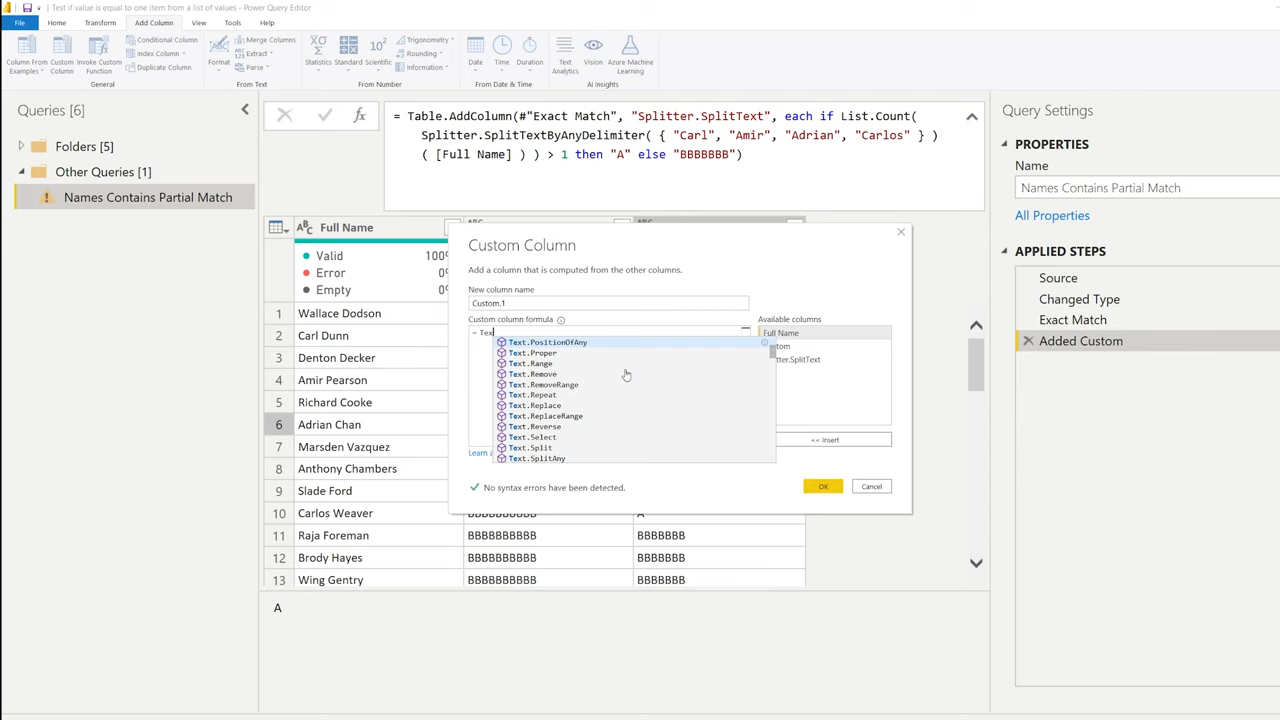 Test if value is equal to one item from a list of values - Power Query Editor
File Home Transform Add Column View Tools Help
Column From Examples
Custom Column
Invoke Custom Function
Conditional Column
Index Column
Duplicate Column
General
Format
Merge Columns
Extract
Parse
From Text
Statistics
Standard
Scientific
Trigonometry
Rounding
Information
From Number
Date
Time
Duration
From Date & Time
Text Analytics
Vision
Azure Machine Learning
AI Insights
Queries [6]
Folders [5]
Other Queries [1]
Names Contains Partial Match
= Table.AddColumn(#"Exact Match", "Splitter.SplitText", each if List.Count(
Splitter.SplitTextByAnyDelimiter( { "Carl", "Amir", "Adrian", "Carlos" } )
( [Full Name] ) ) > 1 then "A" else "BBBBBBB")
Full Name
Valid 100%
Error 0%
Empty 0%
1 Wallace Dodson
2 Carl Dunn
3 Denton Decker
4 Amir Pearson
5 Richard Cooke
6 Adrian Chan
7 Marsden Vazquez
8 Anthony Chambers
9 Slade Ford
10 Carlos Weaver BBBBBBBBBB A
11 Raja Foreman BBBBBBBBBB BBBBBBB
12 Brody Hayes BBBBBBBBBB BBBBBBB
13 Wing Gentry BBBBBBBBBB BBBBBBB
A
Custom Column
Add a column that is computed from the other columns.
New column name
Custom.1
Custom column formula
= Tex
Text.PositionOfAny
Text.Proper
Text.Range
Text.Remove
Text.RemoveRange
Text.Repeat
Text.Replace
Text.ReplaceRange
Text.Reverse
Text.Select
Text.Split
Text.SplitAny
Available columns
Full Name
tom
tter.SplitText
<< Insert
Learn a
No syntax errors have been detected.
OK
Cancel
Query Settings
PROPERTIES
Name
Names Contains Partial Match
All Properties
APPLIED STEPS
Source
Changed Type
Exact Match
Added Custom